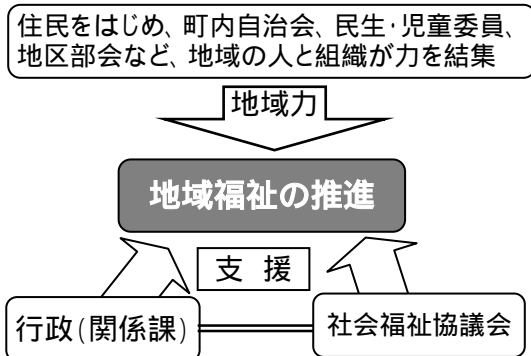 住民をはじめ、町内自治会、民生･児童委員、
地区部会など、地域の人と組織が力を結集
地域力
地域福祉の推進
支 援
行政(関係課)
社会福祉協議会